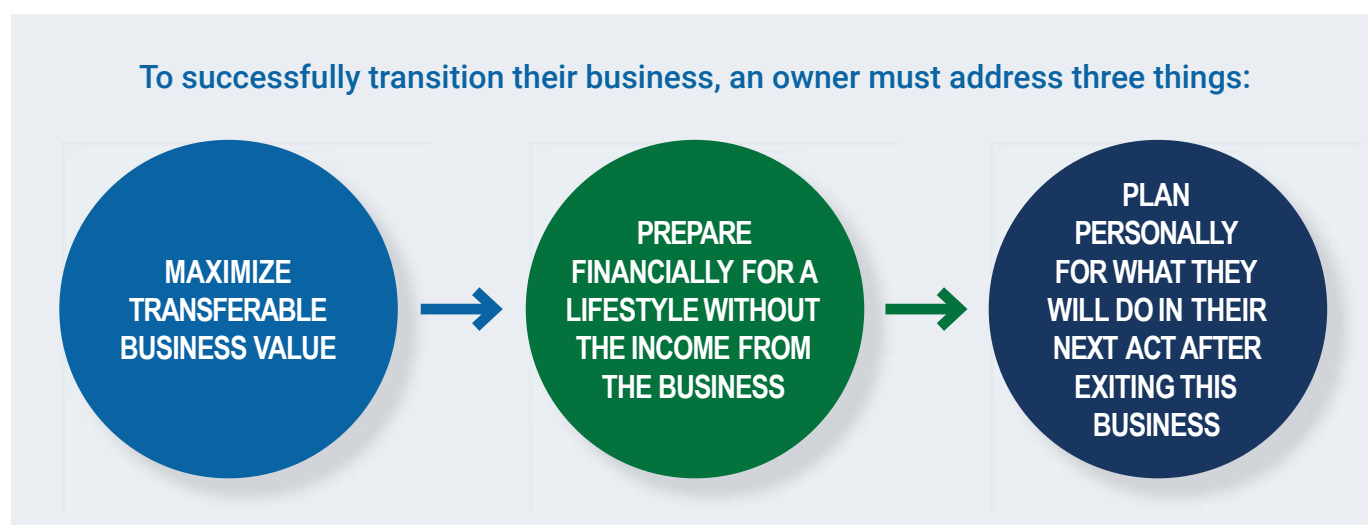 To successfully transition their business, an owner must address three things:
MAXIMIZE
TRANSFERABLE
BUSINESS VALUE
PREPARE
FINANCIALLY FOR A
LIFESTYLE WITHOUT
THE INCOME FROM
THE BUSINESS
PLAN
PERSONALLY
FOR WHAT THEY
WILL DO IN THEIR
NEXT ACT AFTER
EXITING THIS
BUSINESS